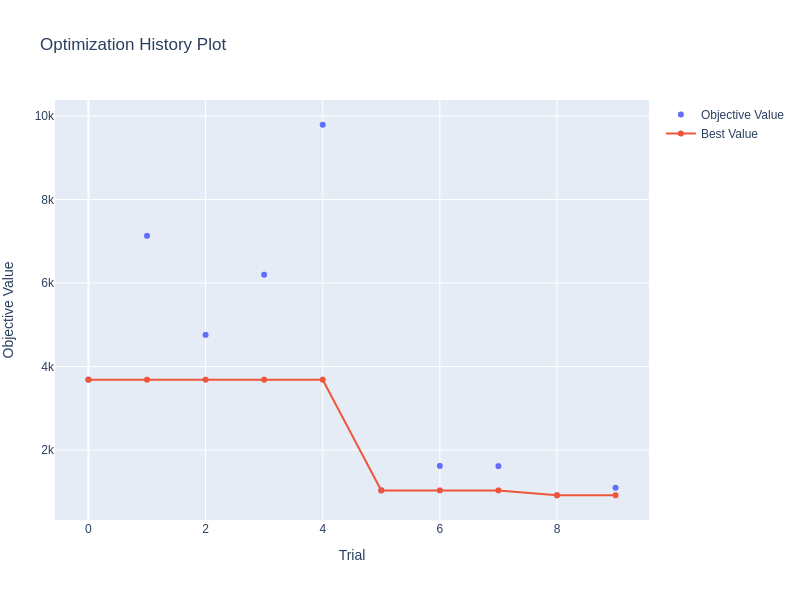 Optimization History Plot
10k
8k
6k
4k
2k
Objective Value
0
2
4
6
8
Trial
Objective Value
Best Value